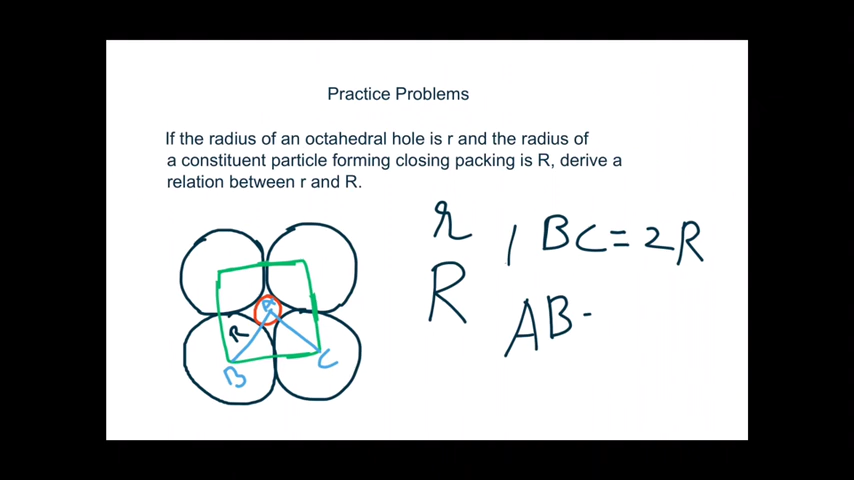 Practice Problems
If the radius of an octahedral hole is r and the radius of
a constituent particle forming closing packing is R, derive a
relation between r and R.
r
R
/ BC = 2R
AB -
A
R
B
C